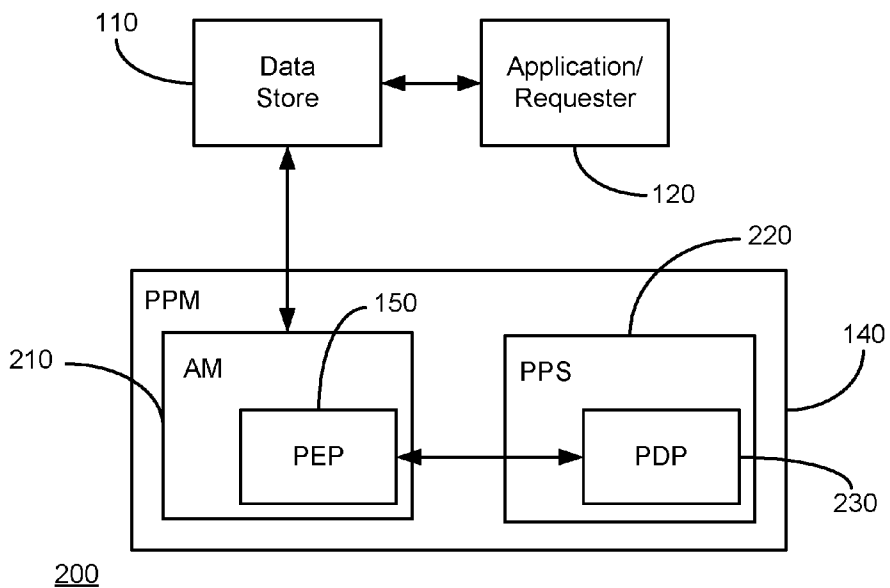 110
Data
Store
Application/
Requester
120
220
PPM
150
140
210
AM
PPS
PEP
PDP
230
200